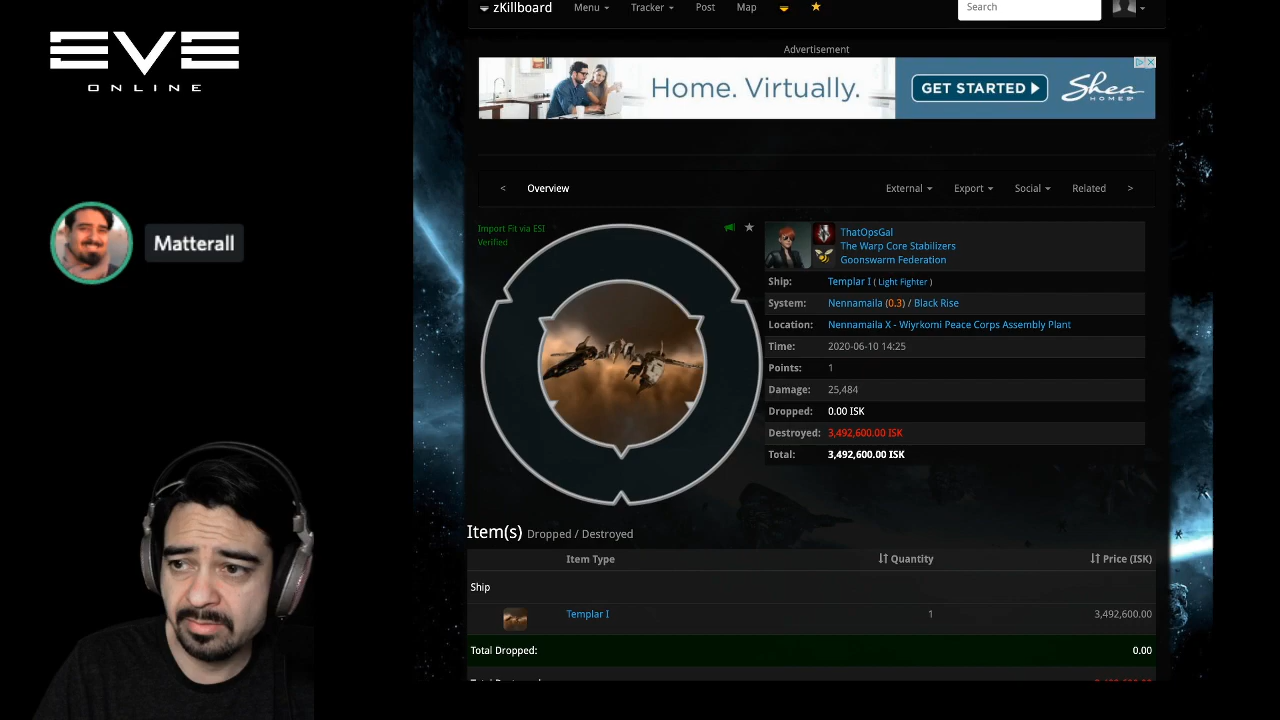 EVE
ONLINE
Matterall
zKillboard Menu Tracker Post Map Search
Advertisement
Home. Virtually. GET STARTED Shea
HOMES
< Overview External Export Social Related >
Import Fit via ESI
Verified
ThatOpsGal
The Warp Core Stabilizers
Goonswarm Federation
Ship: Templar I ( Light Fighter )
System: Nennamaila (0.3) / Black Rise
Location: Nennamaila X - Wiyrkomi Peace Corps Assembly Plant
Time: 2020-06-10 14:25
Points: 1
Damage: 25,484
Dropped: 0.00 ISK
Destroyed: 3,492,600.00 ISK
Total: 3,492,600.00 ISK
Item(s) Dropped / Destroyed
Item Type Quantity Price (ISK)
Ship
Templar I 1 3,492,600.00
Total Dropped: 0.00